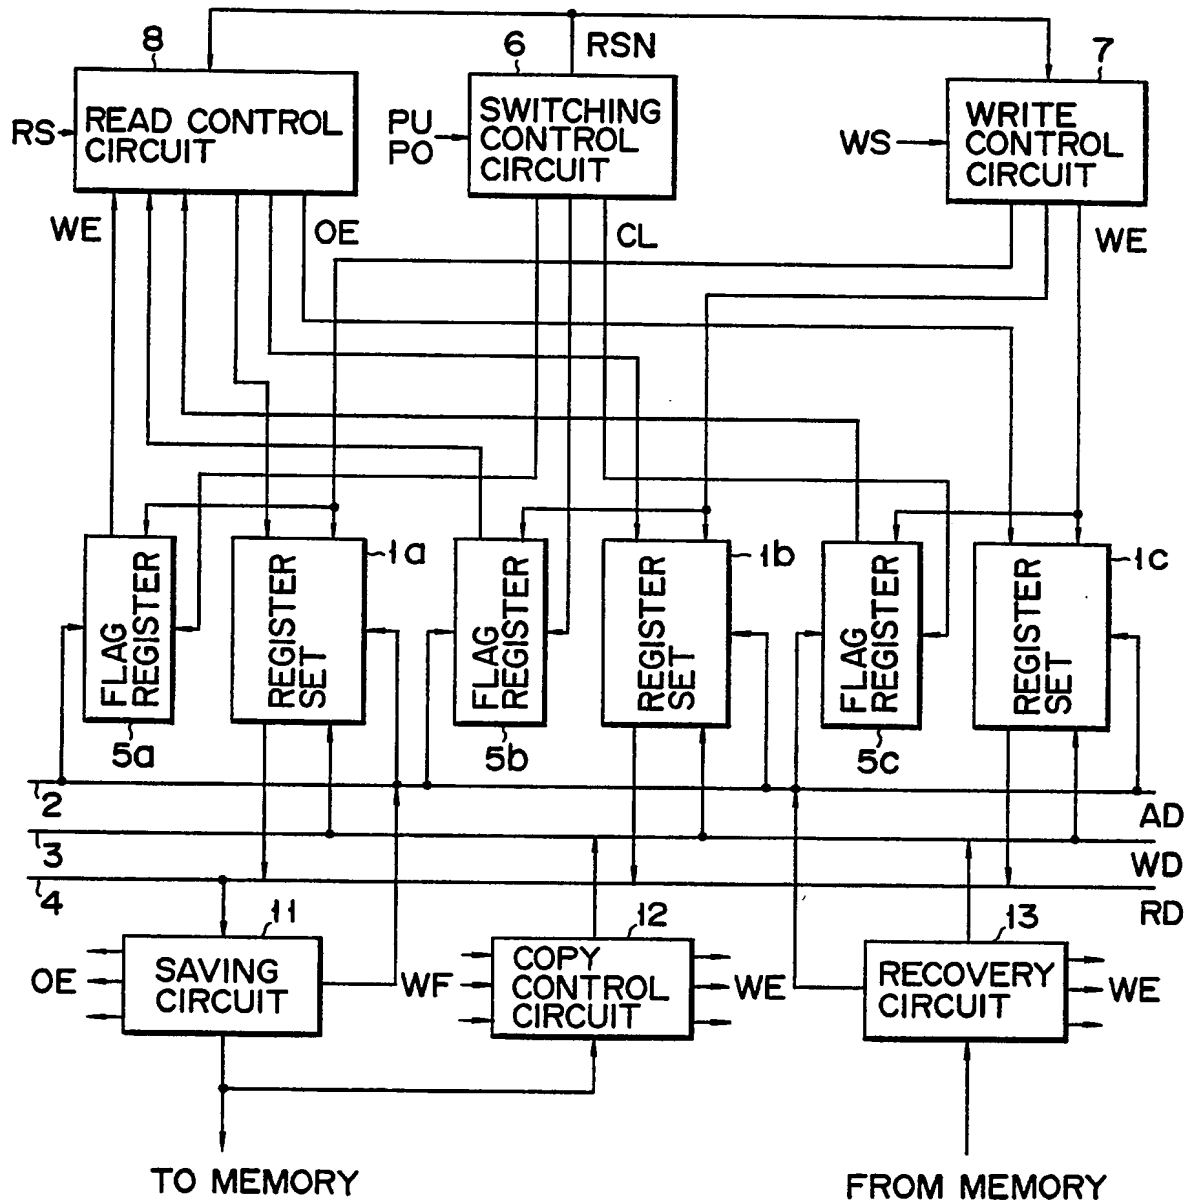 8
6
RSN
7
RS
READ CONTROL
CIRCUIT
PU
PO
SWITCHING
CONTROL
CIRCUIT
WS
WRITE
CONTROL
CIRCUIT
WE
OE
CL
WE
FLAG
REGISTER
5a
REGISTER
SET
1a
FLAG
REGISTER
5b
REGISTER
SET
1b
FLAG
REGISTER
5c
REGISTER
SET
1c
2
AD
3
WD
4
RD
11
12
13
OE
SAVING
CIRCUIT
WF
COPY
CONTROL
CIRCUIT
WE
RECOVERY
CIRCUIT
WE
TO MEMORY
FROM MEMORY